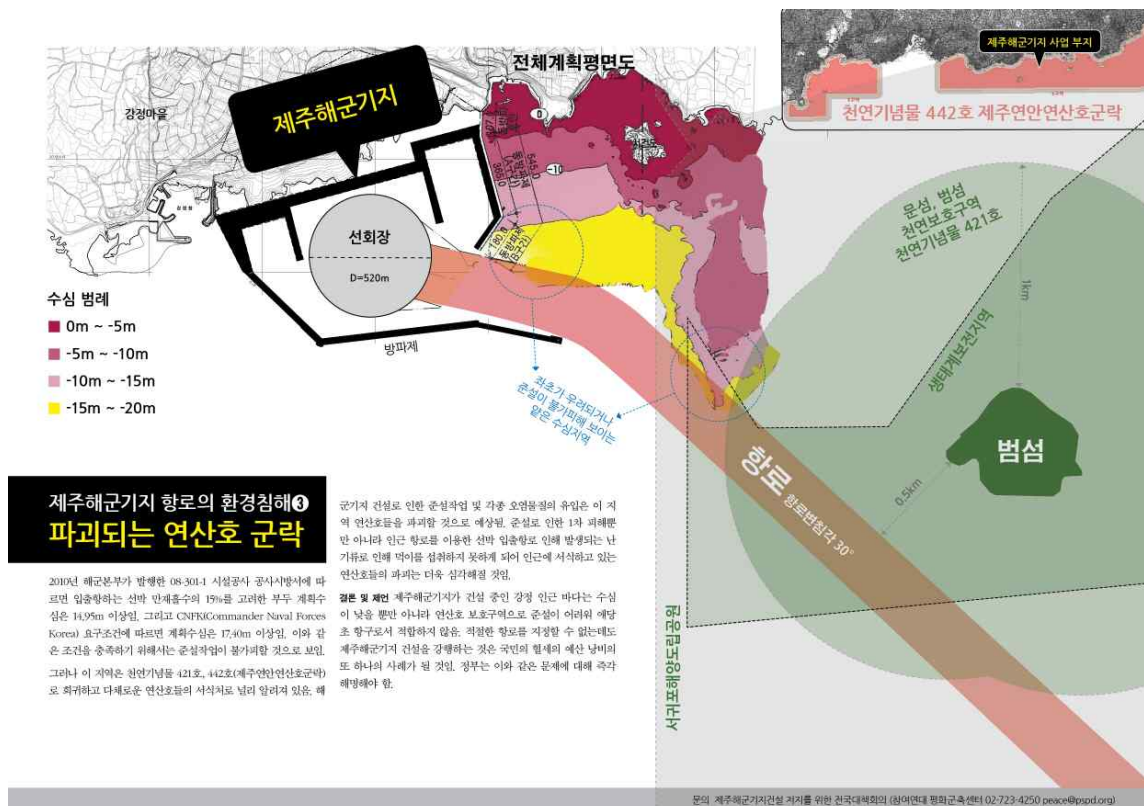 전체계획평면도
강정마을
제주해군기지
제주해군기지 사업 부지
천연기념물 442호 제주연안연산호군락
545.0
365.0
-10
180.0
동방파제
(B구간)
선회장
D=520m
방파제
문섬, 범섬
천연보호구역
천연기념물 421호
1km
생태계보전지역
범섬
0.5km
항로 항로변침각 30°
서귀포해양도립공원
좌초가 우려되거나
준설이 불가피해 보이는
얕은 수심지역
수심 범례
0m ~ -5m
-5m ~ -10m
-10m ~ -15m
-15m ~ -20m
제주해군기지 항로의 환경침해❸
파괴되는 연산호 군락
2010년 해군본부가 발행한 08-301-1 시설공사 공사시방서에 따
르면 입출항하는 선박 만재흘수의 15%를 고려한 부두 계획수
심은 14.95m 이상임. 그리고 CNFK(Commander Naval Forces
Korea) 요구조건에 따르면 계획수심은 17.40m 이상임. 이와 같
은 조건을 충족하기 위해서는 준설작업이 불가피할 것으로 보임.
그러나 이 지역은 천연기념물 421호, 442호(제주연안연산호군락)
로 희귀하고 다채로운 연산호들의 서식처로 널리 알려져 있음. 해
군기지 건설로 인한 준설작업 및 각종 오염물질의 유입은 이 지
역 연산호들을 파괴할 것으로 예상됨. 준설로 인한 1차 피해뿐
만 아니라 인근 항로를 이용한 선박 입출항로 인해 발생되는 난
기류로 인해 먹이를 섭취하지 못하게 되어 인근에 서식하고 있는
연산호들의 파괴는 더욱 심각해질 것임.
결론 및 제언 제주해군기지가 건설 중인 강정 인근 바다는 수심
이 낮을 뿐만 아니라 연산호 보호구역으로 준설이 어려워 애당
초 항구로서 적합하지 않음. 적절한 항로를 지정할 수 없는데도
제주해군기지 건설을 강행하는 것은 국민의 혈세의 예산 낭비의
또 하나의 사례가 될 것임. 정부는 이와 같은 문제에 대해 즉각
해명해야 함.
문의 제주해군기지건설 저지를 위한 전국대책회의 (참여연대 평화군축센터 02-723-4250 peace@pspd.org)